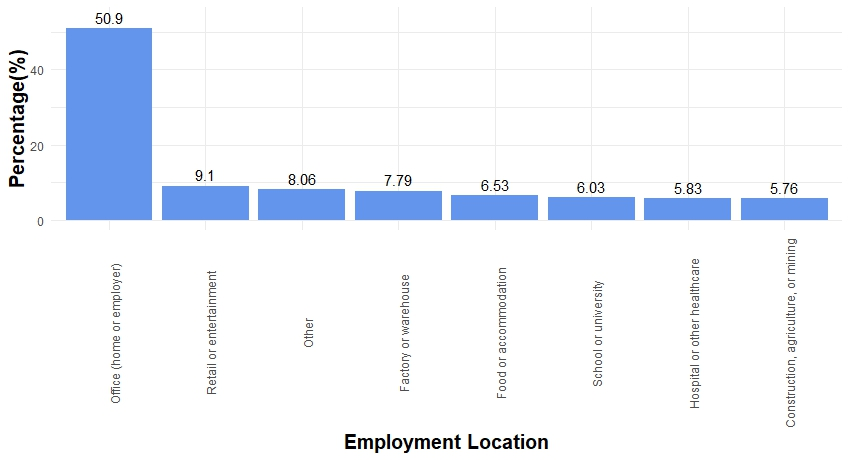 Percentage(%)
40
20
0
50.9
9.1
8.06
7.79
6.53
6.03
5.83
5.76
Office (home or employer)
Retail or entertainment
Other
Factory or warehouse
Food or accommodation
School or university
Hospital or other healthcare
Construction, agriculture, or mining
Employment Location